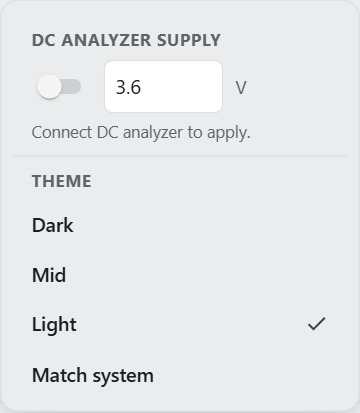 DC ANALYZER SUPPLY
3.6 V
Connect DC analyzer to apply.
THEME
Dark
Mid
Light
Match system